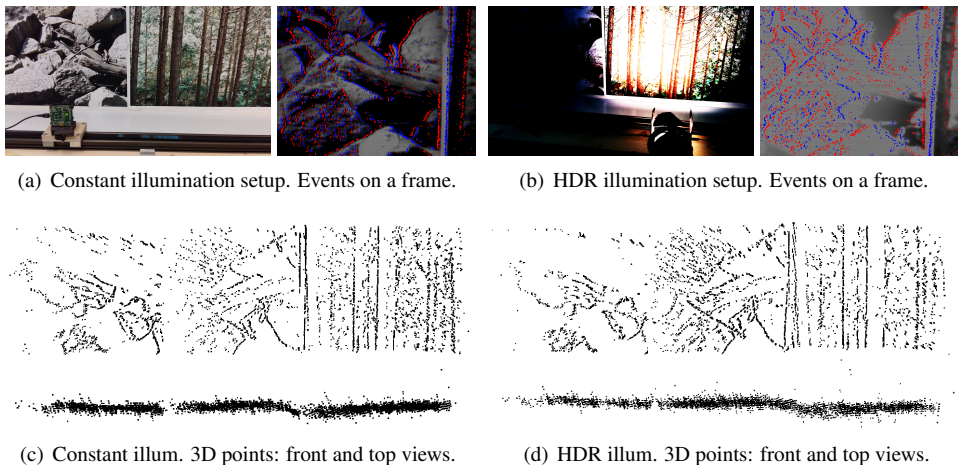 (a) Constant illumination setup. Events on a frame.
(b) HDR illumination setup. Events on a frame.
(c) Constant illum. 3D points: front and top views.
(d) HDR illum. 3D points: front and top views.